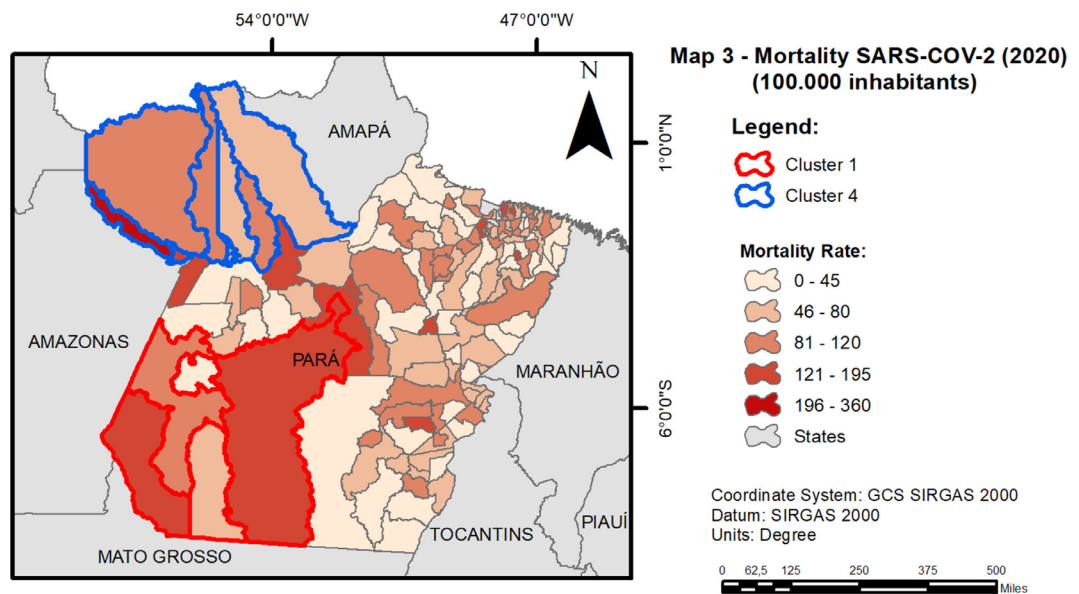 54°0'0"W
47°0'0"W
N
1°0'0"N
6°0'0"S
AMAPÁ
AMAZONAS
PARÁ
MARANHÃO
TOCANTINS
PIAUÍ
MATO GROSSO
Map 3 - Mortality SARS-COV-2 (2020)
(100.000 inhabitants)
Legend:
Cluster 1
Cluster 4
Mortality Rate:
0 - 45
46 - 80
81 - 120
121 - 195
196 - 360
States
Coordinate System: GCS SIRGAS 2000
Datum: SIRGAS 2000
Units: Degree
0 62,5 125 250 375 500
Miles